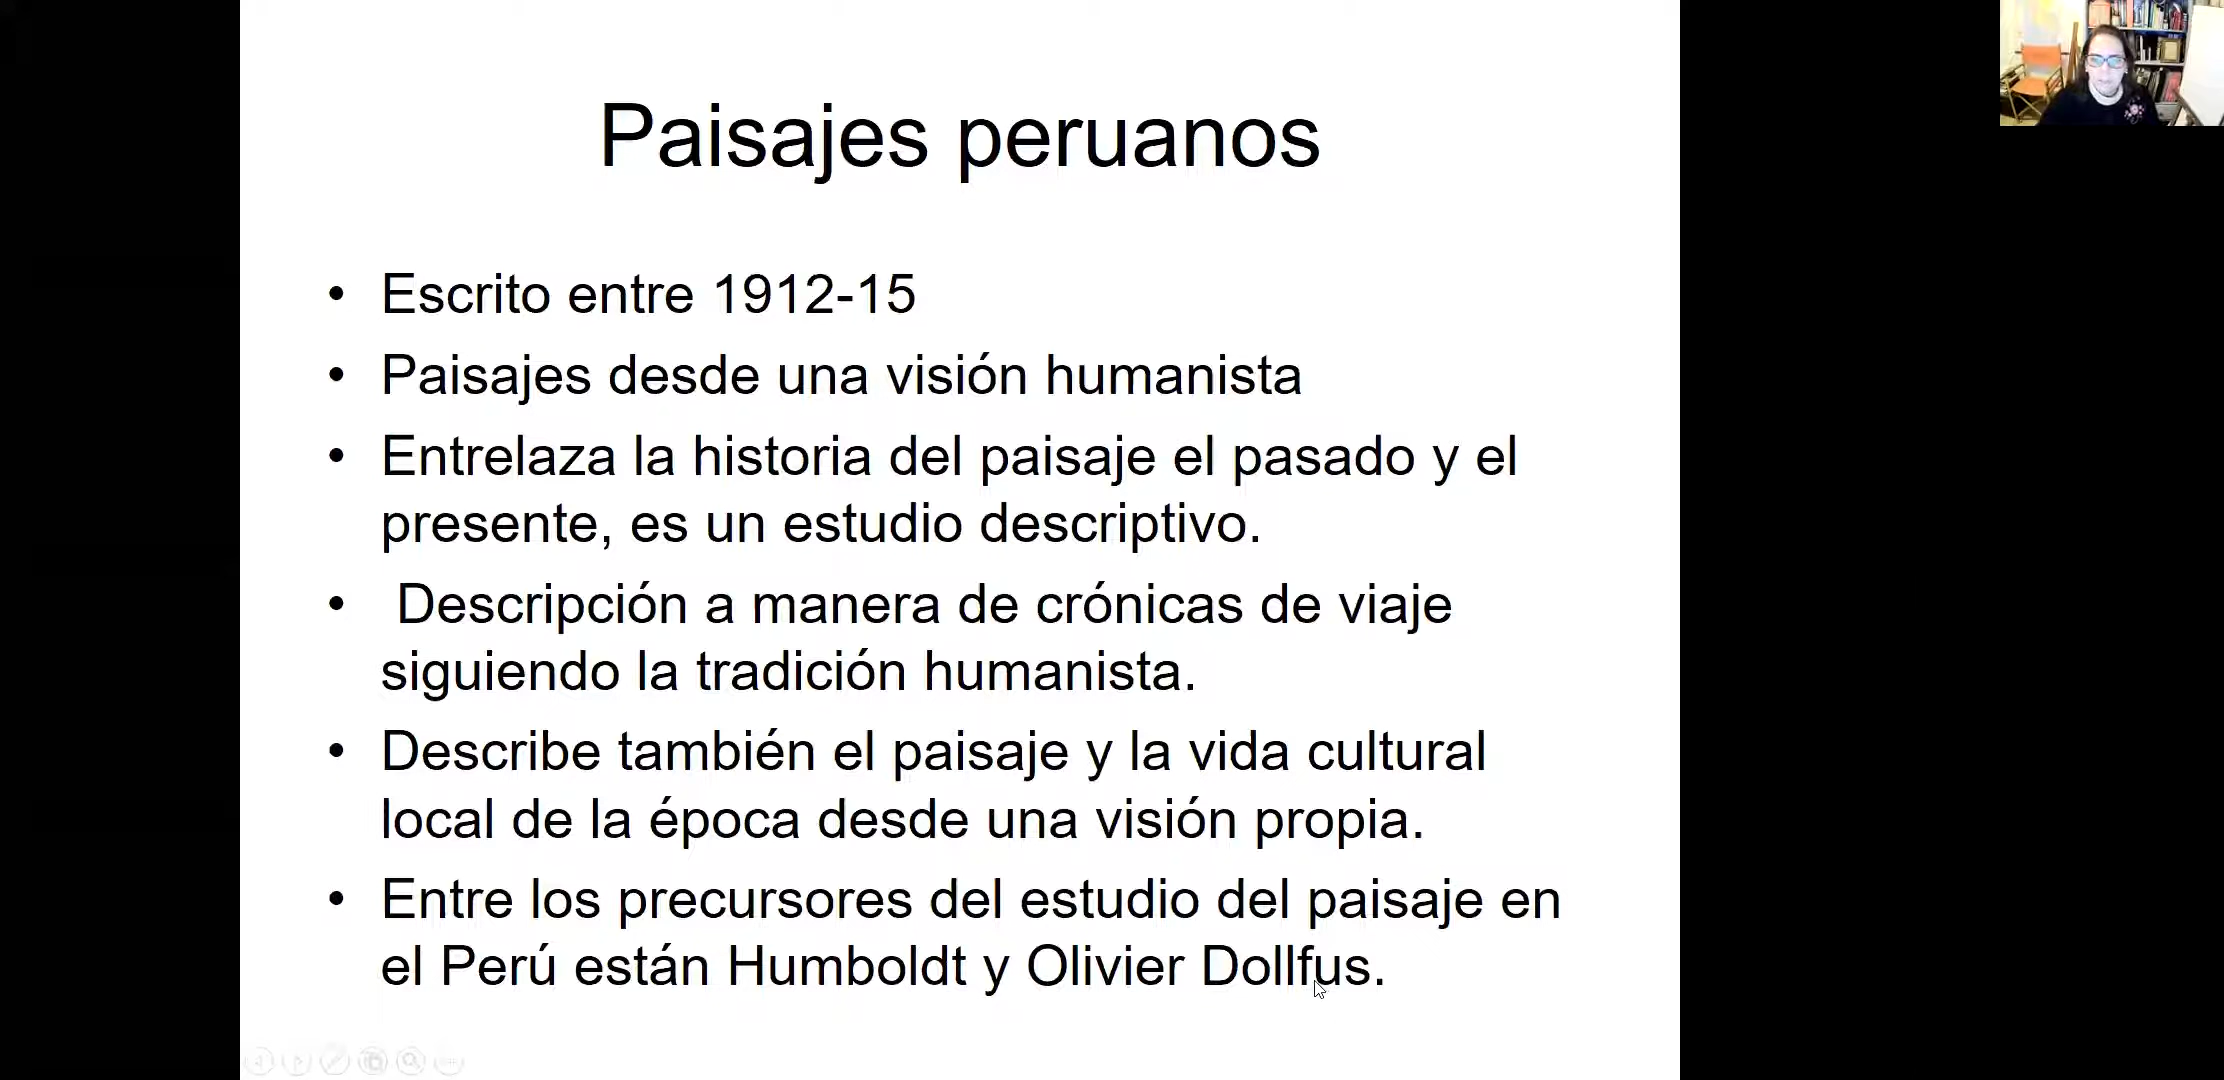 Paisajes peruanos
• Escrito entre 1912-15
• Paisajes desde una visión humanista
• Entrelaza la historia del paisaje el pasado y el
presente, es un estudio descriptivo.
• Descripción a manera de crónicas de viaje
siguiendo la tradición humanista.
• Describe también el paisaje y la vida cultural
local de la época desde una visión propia.
• Entre los precursores del estudio del paisaje en
el Perú están Humboldt y Olivier Dollfus.